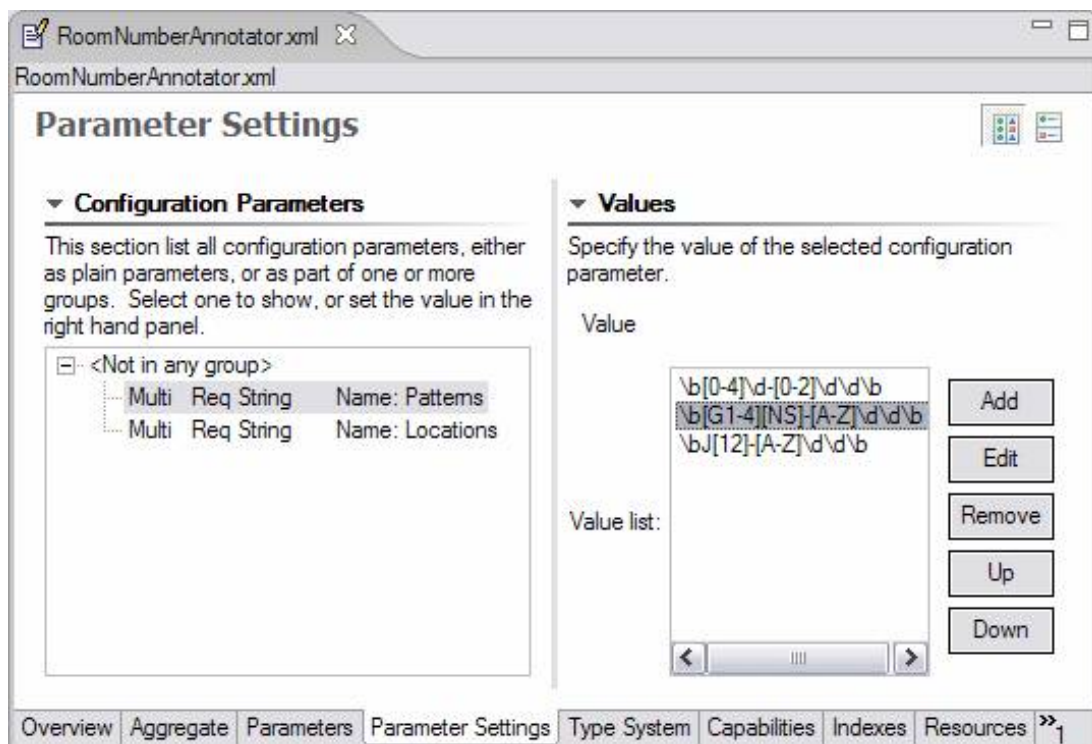 RoomNumberAnnotator.xml
RoomNumberAnnotator.xml
Parameter Settings
Configuration Parameters
This section list all configuration parameters, either
as plain parameters, or as part of one or more
groups. Select one to show, or set the value in the
right hand panel.
<Not in any group>
Multi Req String Name: Patterns
Multi Req String Name: Locations
Values
Specify the value of the selected configuration
parameter.
Value
Value list:
\b[0-4]\d-[0-2]\d\d\b
\b[G1-4][NS]-[A-Z]\d\d\b
\bJ[12]-[A-Z]\d\d\b
Add
Edit
Remove
Up
Down
Overview Aggregate Parameters Parameter Settings Type System Capabilities Indexes Resources »1